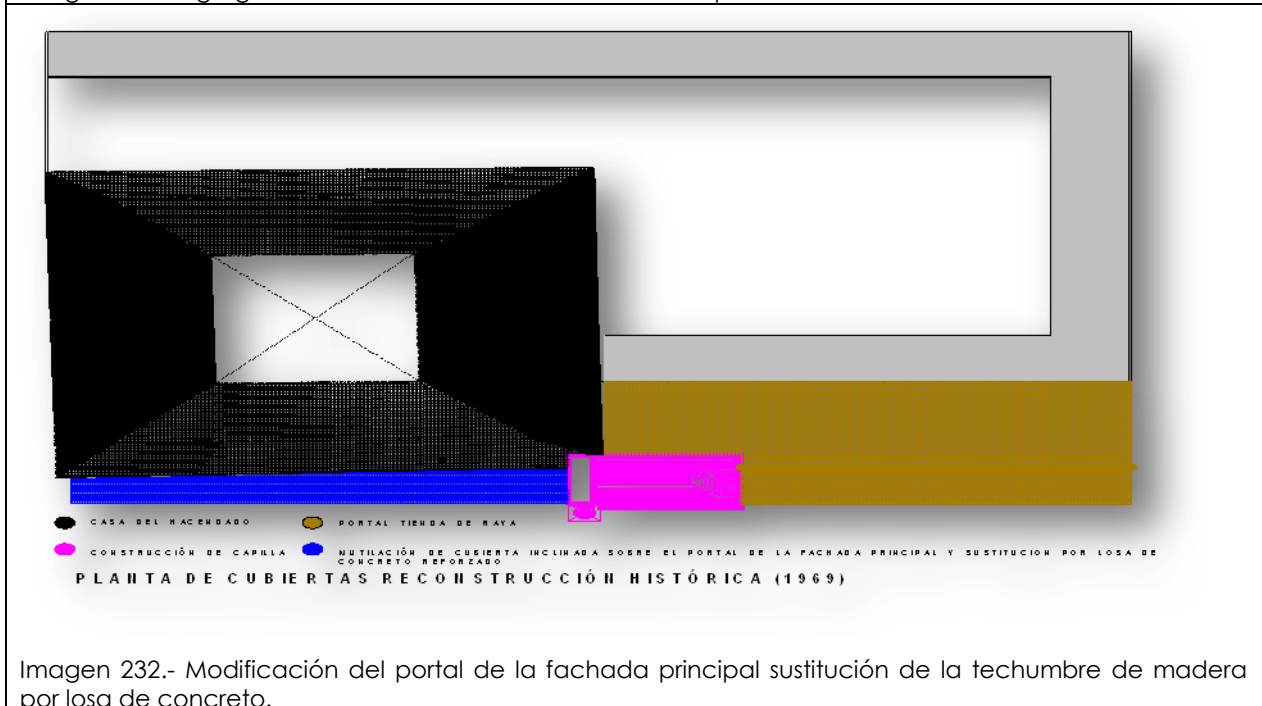 CASA DEL HACENDADO
PORTAL TIENDA DE RAYA
CONSTRUCCIÓN DE CAPILLA
MUTILACIÓN DE CUBIERTA INCLINADA SOBRE EL PORTAL DE LA FACHADA PRINCIPAL Y SUSTITUCION POR LOSA DE
CONCRETO REFORZADO
PLANTA DE CUBIERTAS RECONSTRUCCIÓN HISTÓRICA (1969)
Imagen 232.- Modificación del portal de la fachada principal sustitución de la techumbre de madera
por losa de concreto.